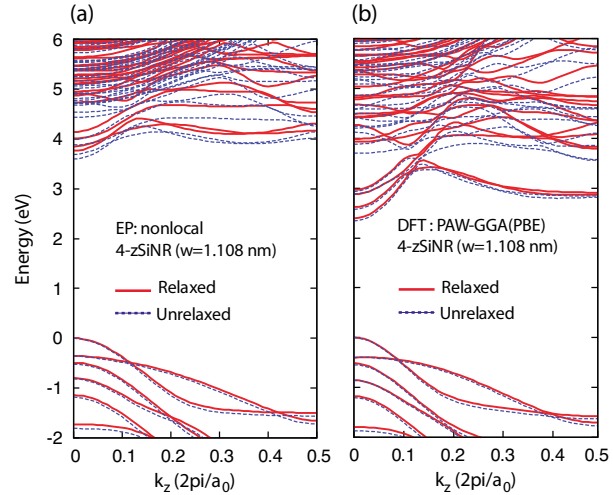 (a)
(b)
6
5
4
3
2
1
0
-1
-2
Energy (eV)
EP: nonlocal
4-zSiNR (w=1.108 nm)
Relaxed
Unrelaxed
DFT : PAW-GGA(PBE)
4-zSiNR (w=1.108 nm)
Relaxed
Unrelaxed
0 0.1 0.2 0.3 0.4 0.5
0 0.1 0.2 0.3 0.4 0.5
kz (2pi/a0)
kz (2pi/a0)